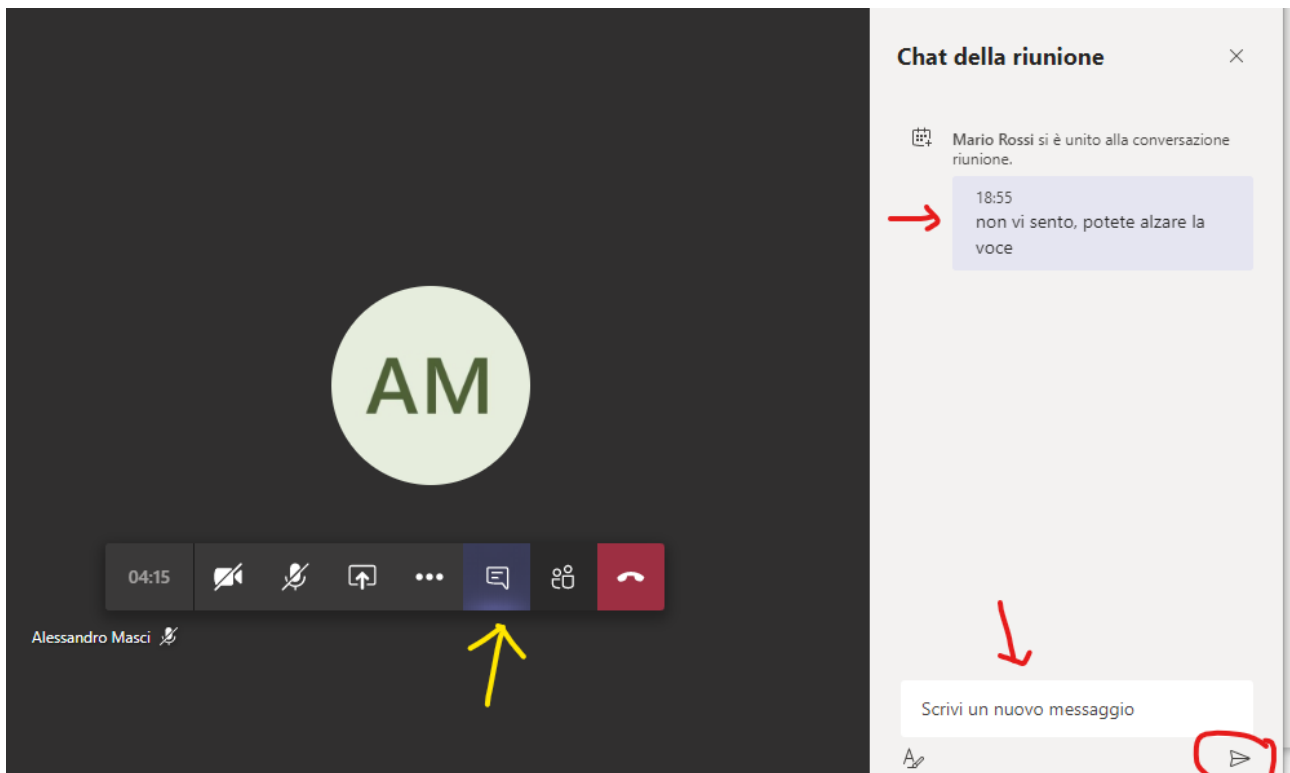 Chat della riunione
Mario Rossi si è unito alla conversazione
riunione.
18:55
non vi sento, potete alzare la
voce
AM
04:15
Alessandro Masci
Scrivi un nuovo messaggio